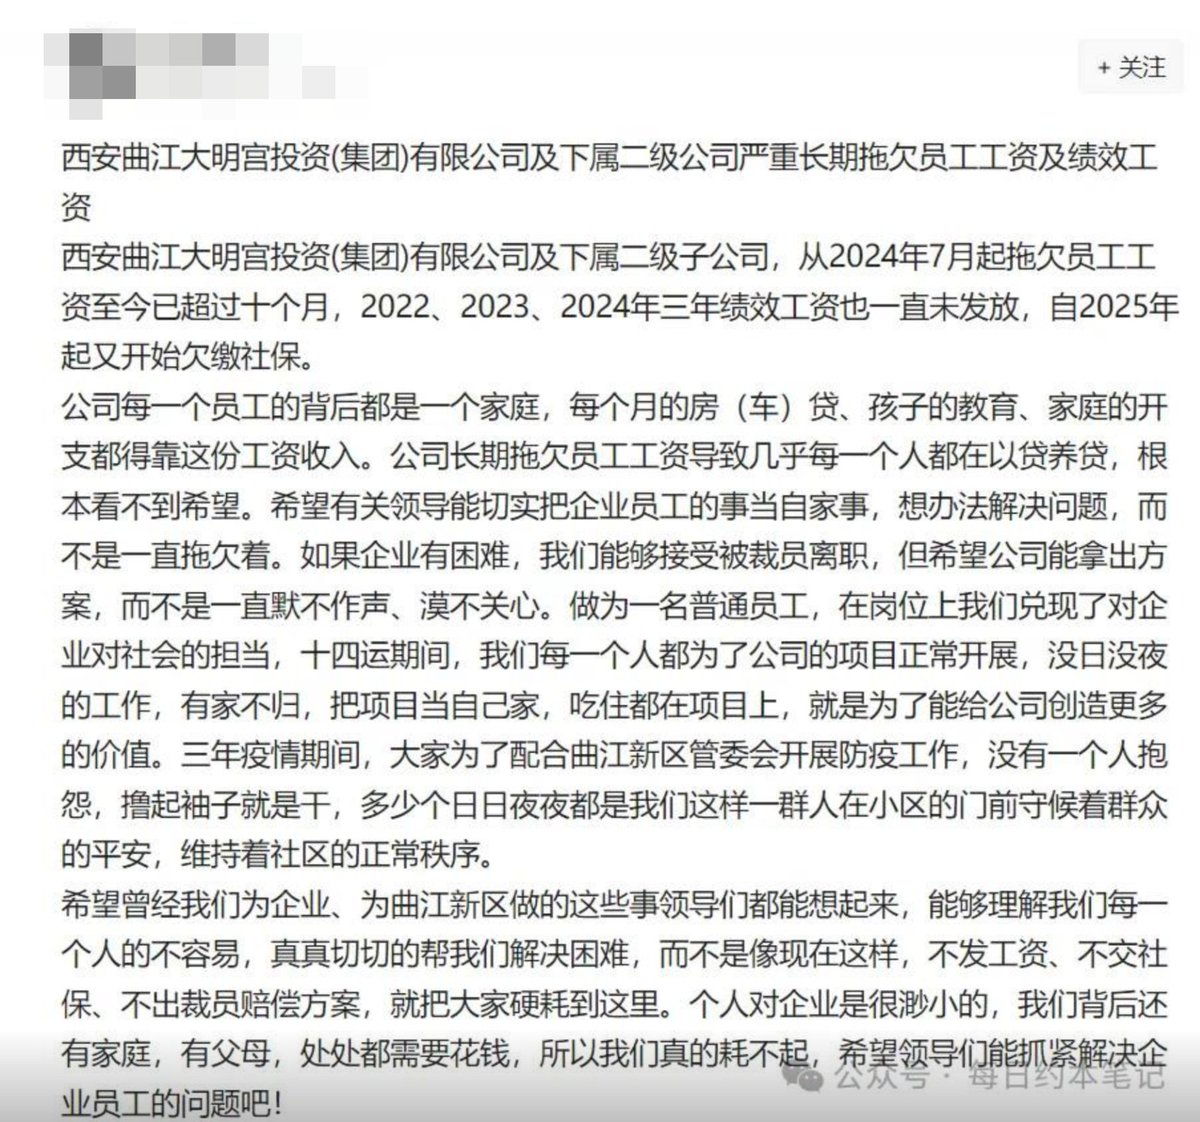 + 关注
西安曲江大明宫投资(集团)有限公司及下属二级公司严重长期拖欠员工工资及绩效工
资
西安曲江大明宫投资(集团)有限公司及下属二级子公司，从2024年7月起拖欠员工工
资至今已超过十个月，2022、2023、2024年三年绩效工资也一直未发放，自2025年
起又开始欠缴社保。
公司每一个员工的背后都是一个家庭，每个月的房（车）贷、孩子的教育、家庭的开
支都得靠这份工资收入。公司长期拖欠员工工资导致几乎每一个人都在以贷养贷，根
本看不到希望。希望有关领导能切实把企业员工的事当自家事，想办法解决问题，而
不是一直拖欠着。如果企业有困难，我们能够接受被裁员离职，但希望公司能拿出方
案，而不是一直默不作声、漠不关心。做为一名普通员工，在岗位上我们兑现了对企
业对社会的担当，十四运期间，我们每一个人都为了公司的项目正常开展，没日没夜
的工作，有家不归，把项目当自己家，吃住都在项目上，就是为了能给公司创造更多
的价值。三年疫情期间，大家为了配合曲江新区管委会开展防疫工作，没有一个人抱
怨，撸起袖子就是干，多少个日日夜夜都是我们这样一群人在小区的门前守候着群众
的平安，维持着社区的正常秩序。
希望曾经我们为企业、为曲江新区做的这些事领导们都能想起来，能够理解我们每一
个人的不容易，真真切切的帮我们解决困难，而不是像现在这样，不发工资、不交社
保、不出裁员赔偿方案，就把大家硬耗到这里。个人对企业是很渺小的，我们背后还
有家庭，有父母，处处都需要花钱，所以我们真的耗不起，希望领导们能抓紧解决企
业员工的问题吧！
公众号 · 每日约本笔记